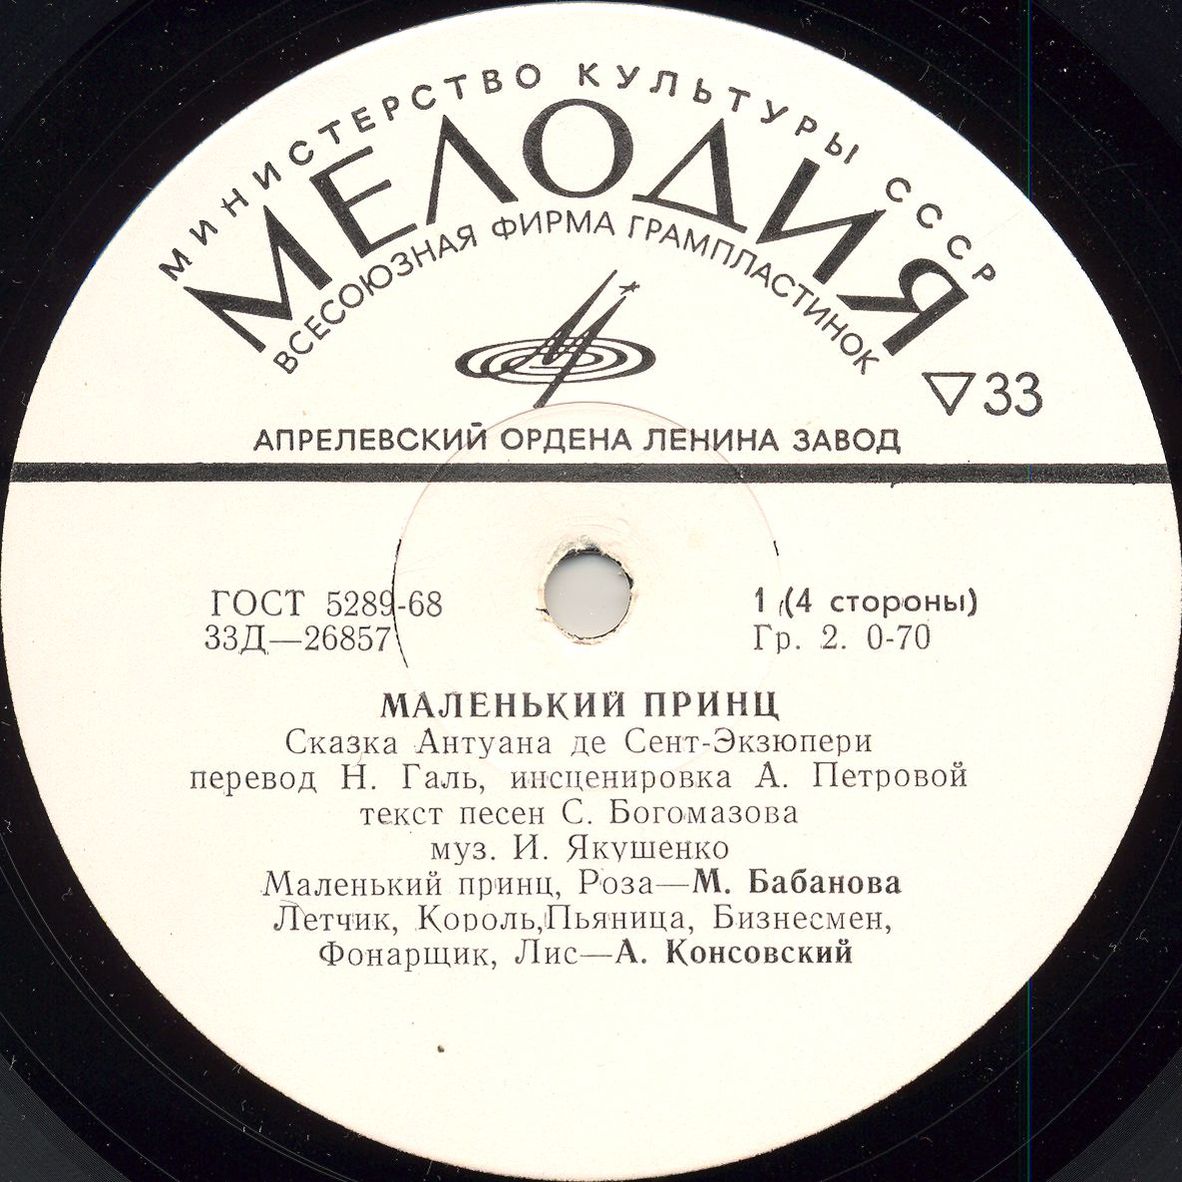 МИНИСТЕРСТВО КУЛЬТУРЫ СССР
МЕЛОДИЯ
ВСЕСОЮЗНАЯ ФИРМА ГРАМПЛАСТИНОК
33
АПРЕЛЕВСКИЙ ОРДЕНА ЛЕНИНА ЗАВОД
ГОСТ 5289-68
33Д—26857
1 (4 стороны)
Гр. 2. 0-70
МАЛЕНЬКИЙ ПРИНЦ
Сказка Антуана де Сент-Экзюпери
перевод Н. Галь, инсценировка А. Петровой
текст песен С. Богомазова
муз. И. Якушенко
Маленький принц, Роза—М. Бабанова
Летчик, Король, Пьяница, Бизнесмен,
Фонарщик, Лис—А. Консовский